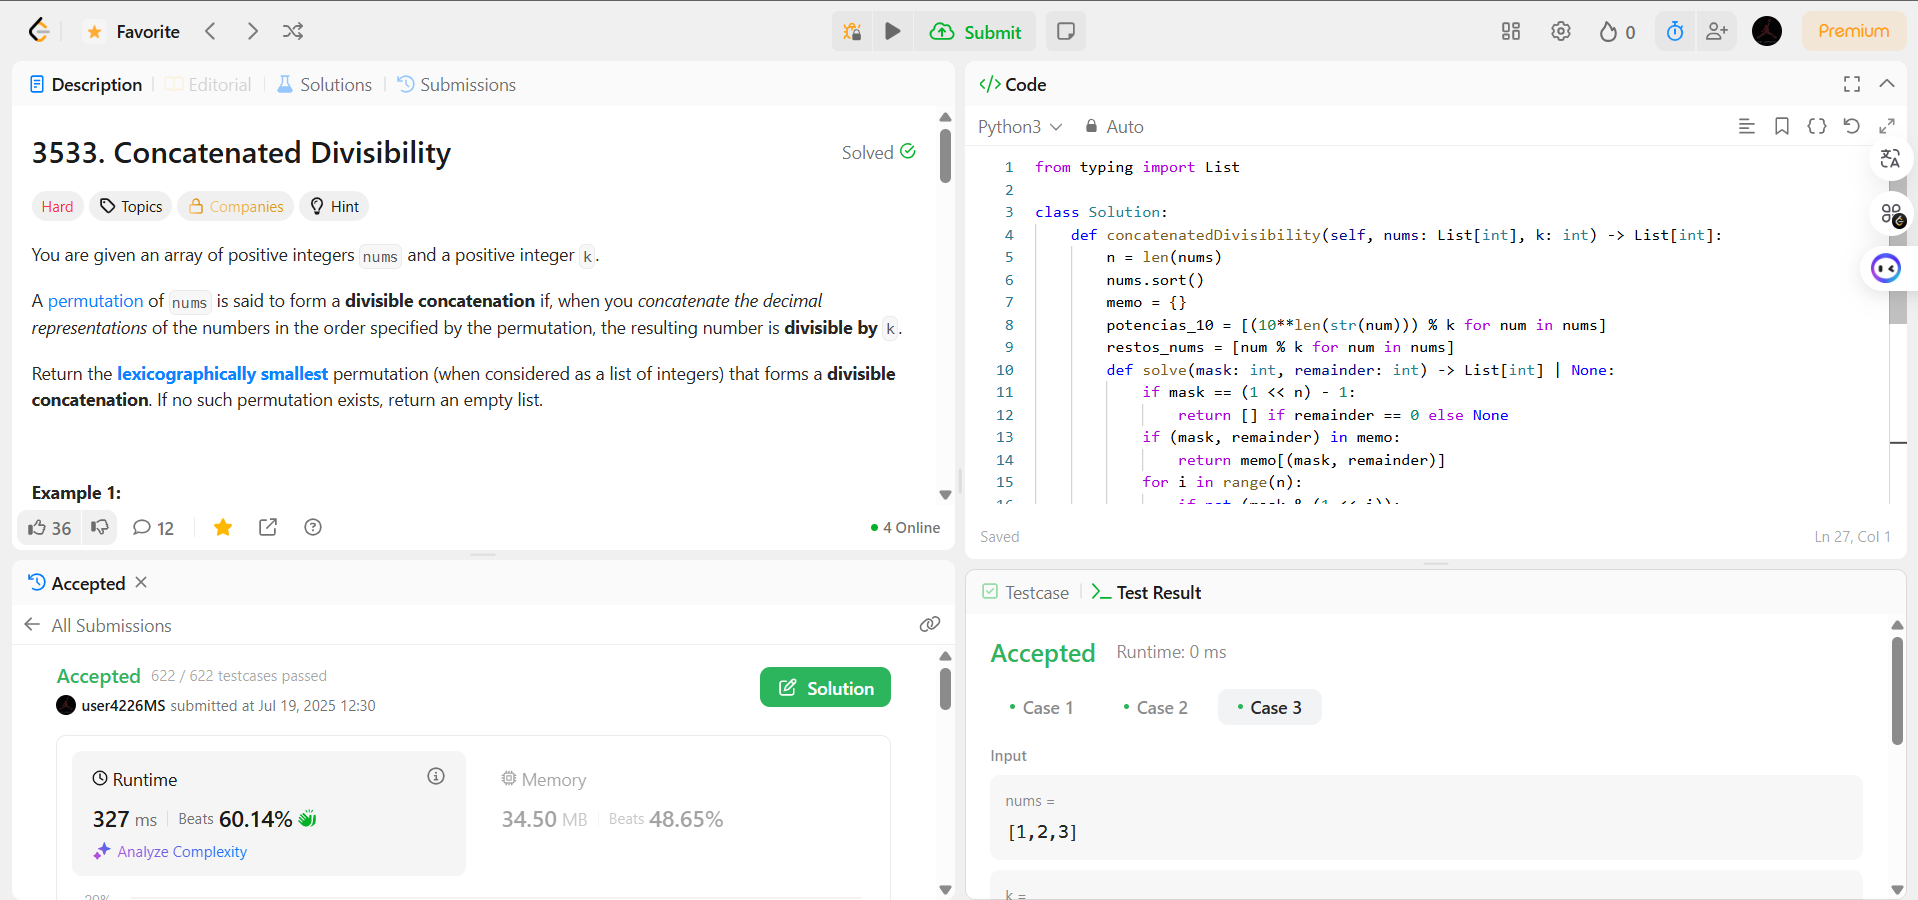 Favorite
Submit
0
Premium
Description
Editorial
Solutions
Submissions
3533. Concatenated Divisibility
Solved
Hard
Topics
Companies
Hint
You are given an array of positive integers nums and a positive integer k.
A permutation of nums is said to form a divisible concatenation if, when you concatenate the decimal
representations of the numbers in the order specified by the permutation, the resulting number is divisible by k.
Return the lexicographically smallest permutation (when considered as a list of integers) that forms a divisible
concatenation. If no such permutation exists, return an empty list.
Example 1:
36
12
4 Online
Accepted
All Submissions
Accepted 622 / 622 testcases passed
user4226MS submitted at Jul 19, 2025 12:30
Solution
Runtime
327 ms Beats 60.14%
Analyze Complexity
Memory
34.50 MB Beats 48.65%
20%
Code
Python3
Auto
1 from typing import List
2
3 class Solution:
4 def concatenatedDivisibility(self, nums: List[int], k: int) -> List[int]:
5 n = len(nums)
6 nums.sort()
7 memo = {}
8 potencias_10 = [(10**len(str(num))) % k for num in nums]
9 restos_nums = [num % k for num in nums]
10 def solve(mask: int, remainder: int) -> List[int] | None:
11 if mask == (1 << n) - 1:
12 return [] if remainder == 0 else None
13 if (mask, remainder) in memo:
14 return memo[(mask, remainder)]
15 for i in range(n):
16 if not (mask & (1 << i)):
Saved
Ln 27, Col 1
Testcase
Test Result
Accepted Runtime: 0 ms
Case 1
Case 2
Case 3
Input
nums =
[1,2,3]
k =